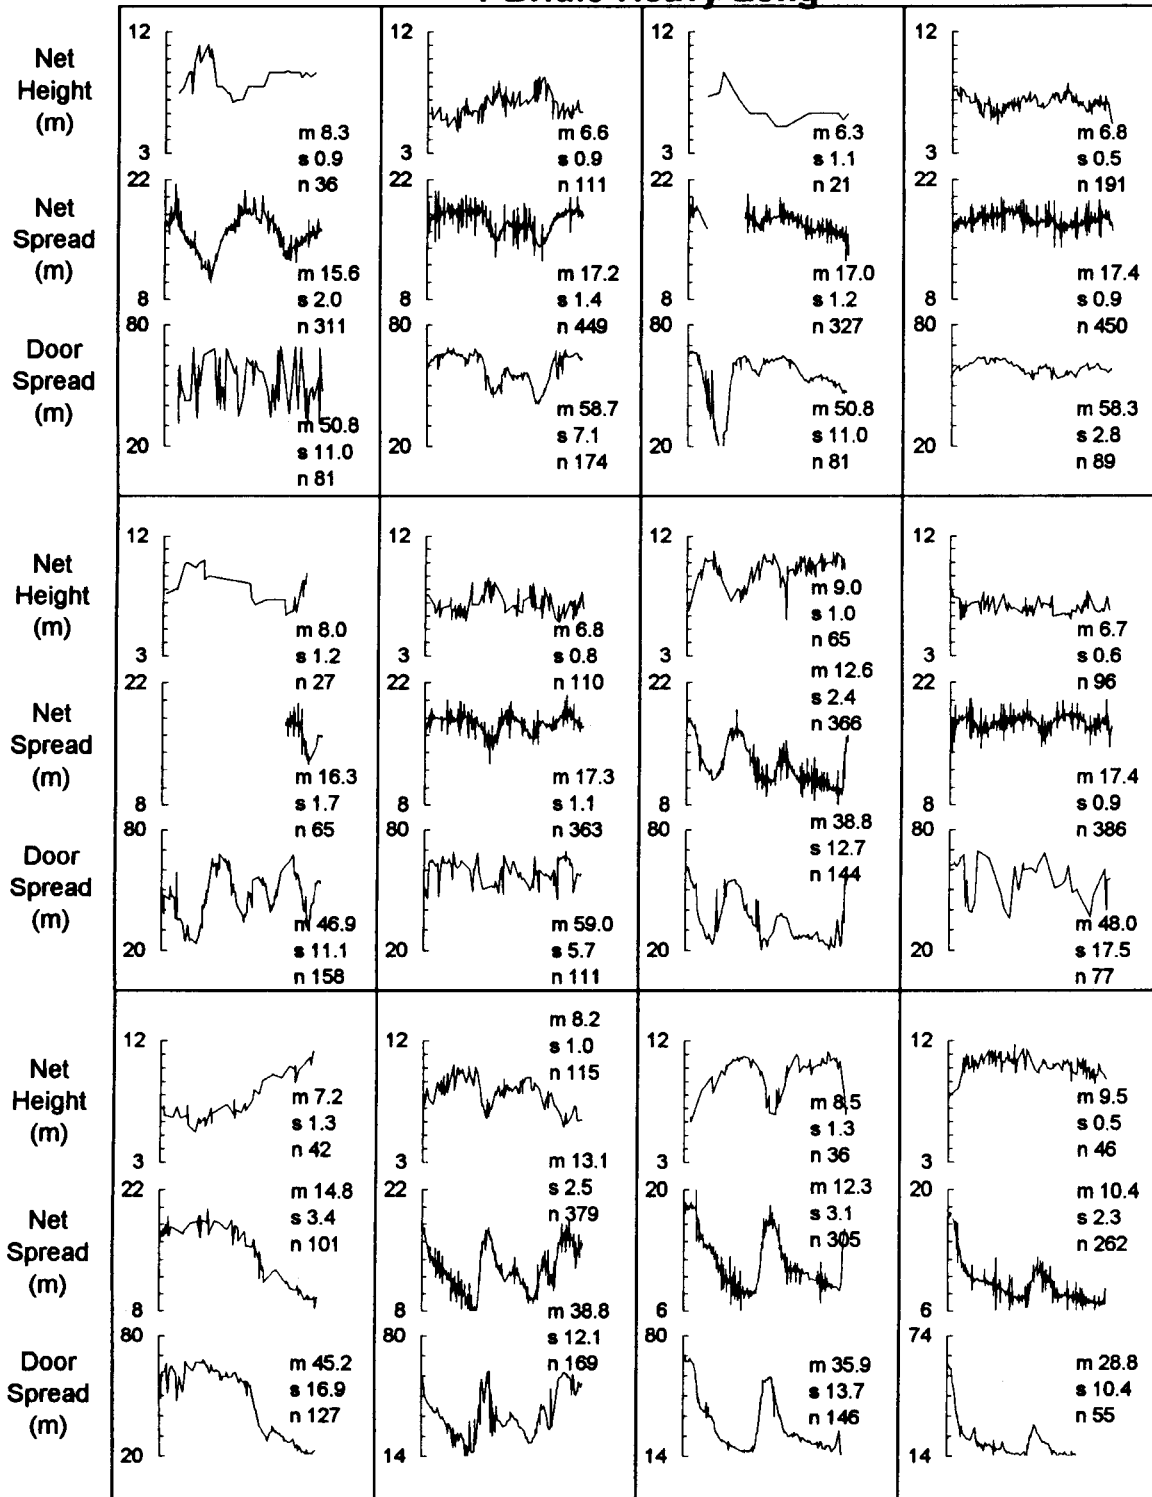 Net
Height
(m)
12
3
m 8.3
s 0.9
n 36
12
3
m 6.6
s 0.9
n 111
12
3
m 6.3
s 1.1
n 21
12
3
m 6.8
s 0.5
n 191
Net
Spread
(m)
22
8
m 15.6
s 2.0
n 311
22
8
m 17.2
s 1.4
n 449
22
8
m 17.0
s 1.2
n 327
22
8
m 17.4
s 0.9
n 450
Door
Spread
(m)
80
20
m 50.8
s 11.0
n 81
80
20
m 58.7
s 7.1
n 174
80
20
m 50.8
s 11.0
n 81
80
20
m 58.3
s 2.8
n 89
Net
Height
(m)
12
3
m 8.0
s 1.2
n 27
12
3
m 6.8
s 0.8
n 110
12
3
m 9.0
s 1.0
n 65
12
3
m 6.7
s 0.6
n 96
Net
Spread
(m)
22
8
m 16.3
s 1.7
n 65
22
8
m 17.3
s 1.1
n 363
22
8
m 12.6
s 2.4
n 366
22
8
m 17.4
s 0.9
n 386
Door
Spread
(m)
80
20
m 46.9
s 11.1
n 158
80
20
m 59.0
s 5.7
n 111
80
20
m 38.8
s 12.7
n 144
80
20
m 48.0
s 17.5
n 77
Net
Height
(m)
12
3
m 7.2
s 1.3
n 42
12
3
m 8.2
s 1.0
n 115
12
3
m 8.5
s 1.3
n 36
12
3
m 9.5
s 0.5
n 46
Net
Spread
(m)
22
8
m 14.8
s 3.4
n 101
22
8
m 13.1
s 2.5
n 379
20
6
m 12.3
s 3.1
n 305
20
6
m 10.4
s 2.3
n 262
Door
Spread
(m)
80
20
m 45.2
s 16.9
n 127
80
14
m 38.8
s 12.1
n 169
80
14
m 35.9
s 13.7
n 146
74
14
m 28.8
s 10.4
n 55